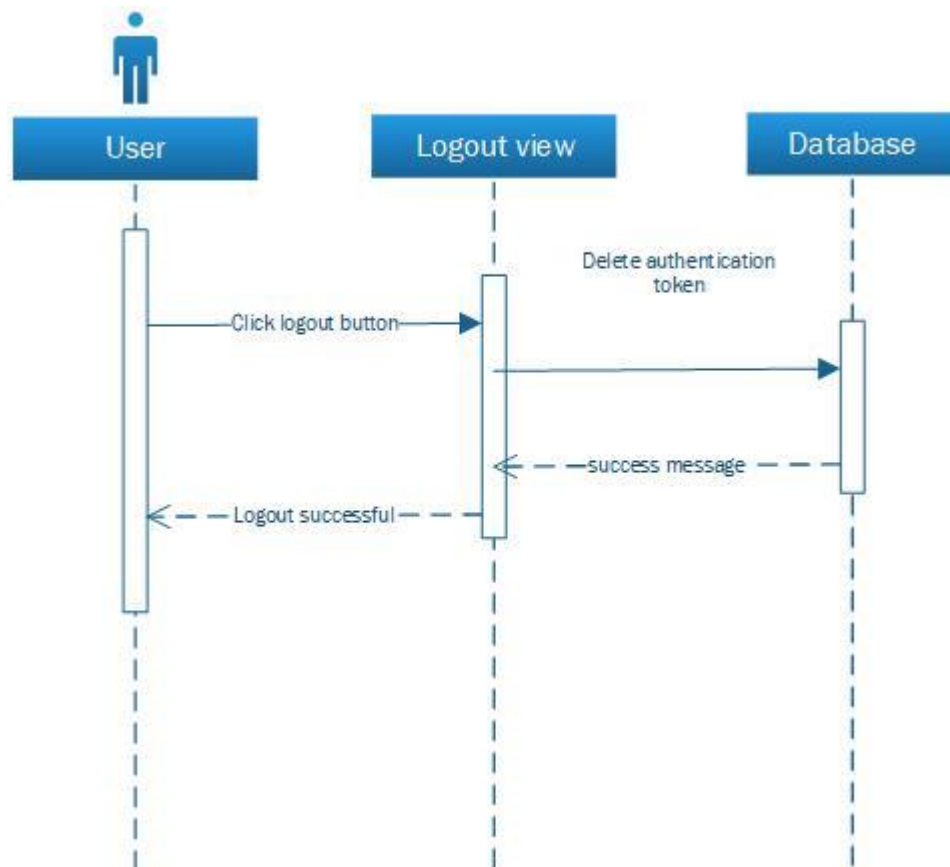 User
Logout view
Database
Delete authentication
token
Click logout button
success message
Logout successful